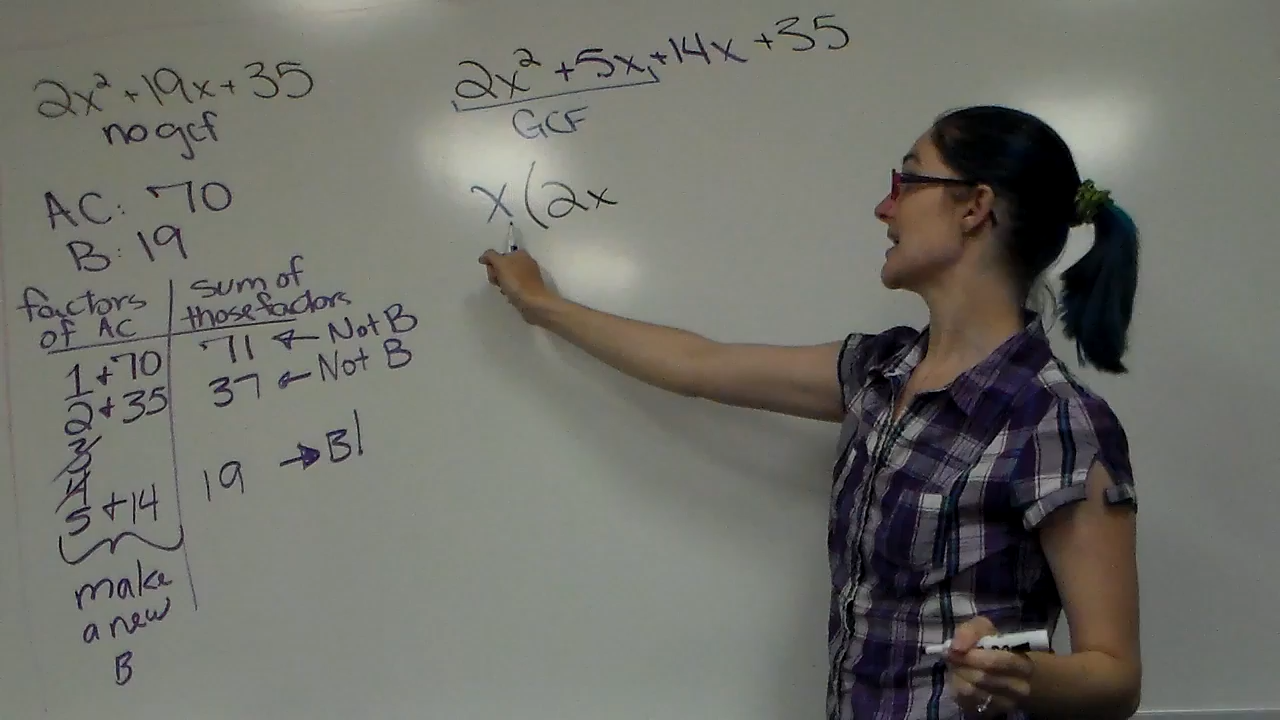 2x² + 19x + 35
no gcf
AC: 70
B: 19
factors of AC | sum of those factors
1 + 70 | 71 ← Not B
2 + 35 | 37 ← Not B
3
4
5 + 14 | 19 → B!
make
a new
B
2x² + 5x + 14x + 35
GCF
x(2x